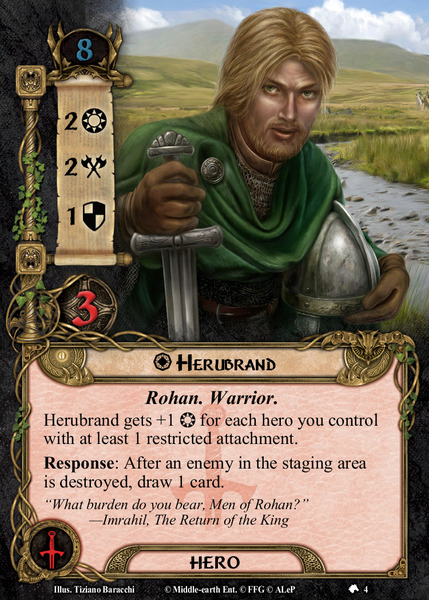 8
2
2
1
3
Herubrand
Rohan. Warrior.
Herubrand gets +1 for each hero you control
with at least 1 restricted attachment.
Response: After an enemy in the staging area
is destroyed, draw 1 card.
“What burden do you bear, Men of Rohan?”
—Imrahil, The Return of the King
HERO
Illus. Tiziano Baracchi © Middle-earth Ent. © FFG © ALeP 4